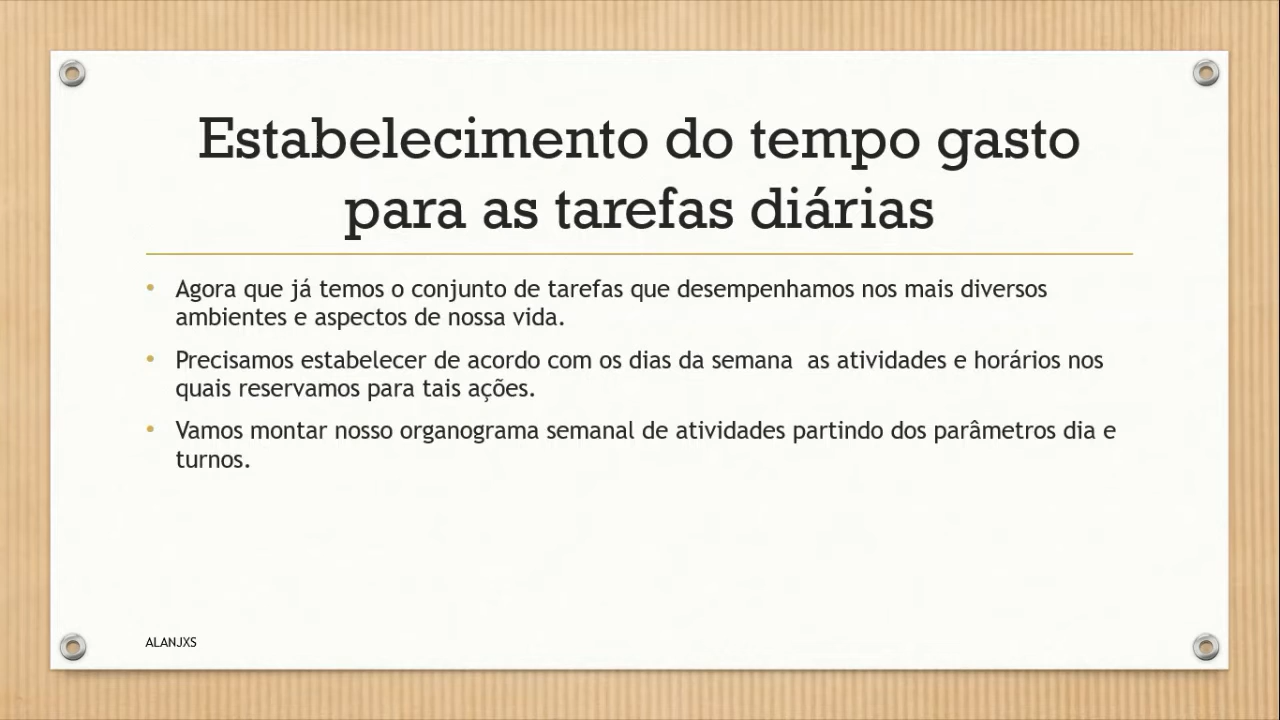 Estabelecimento do tempo gasto
para as tarefas diárias
• Agora que já temos o conjunto de tarefas que desempenhamos nos mais diversos
ambientes e aspectos de nossa vida.
• Precisamos estabelecer de acordo com os dias da semana  as atividades e horários nos
quais reservamos para tais ações.
• Vamos montar nosso organograma semanal de atividades partindo dos parâmetros dia e
turnos.
ALANJXS